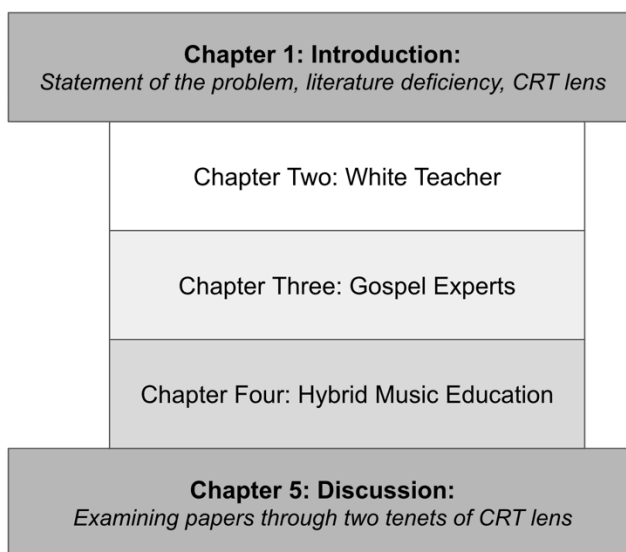 Chapter 1: Introduction:
Statement of the problem, literature deficiency, CRT lens
Chapter Two: White Teacher
Chapter Three: Gospel Experts
Chapter Four: Hybrid Music Education
Chapter 5: Discussion:
Examining papers through two tenets of CRT lens